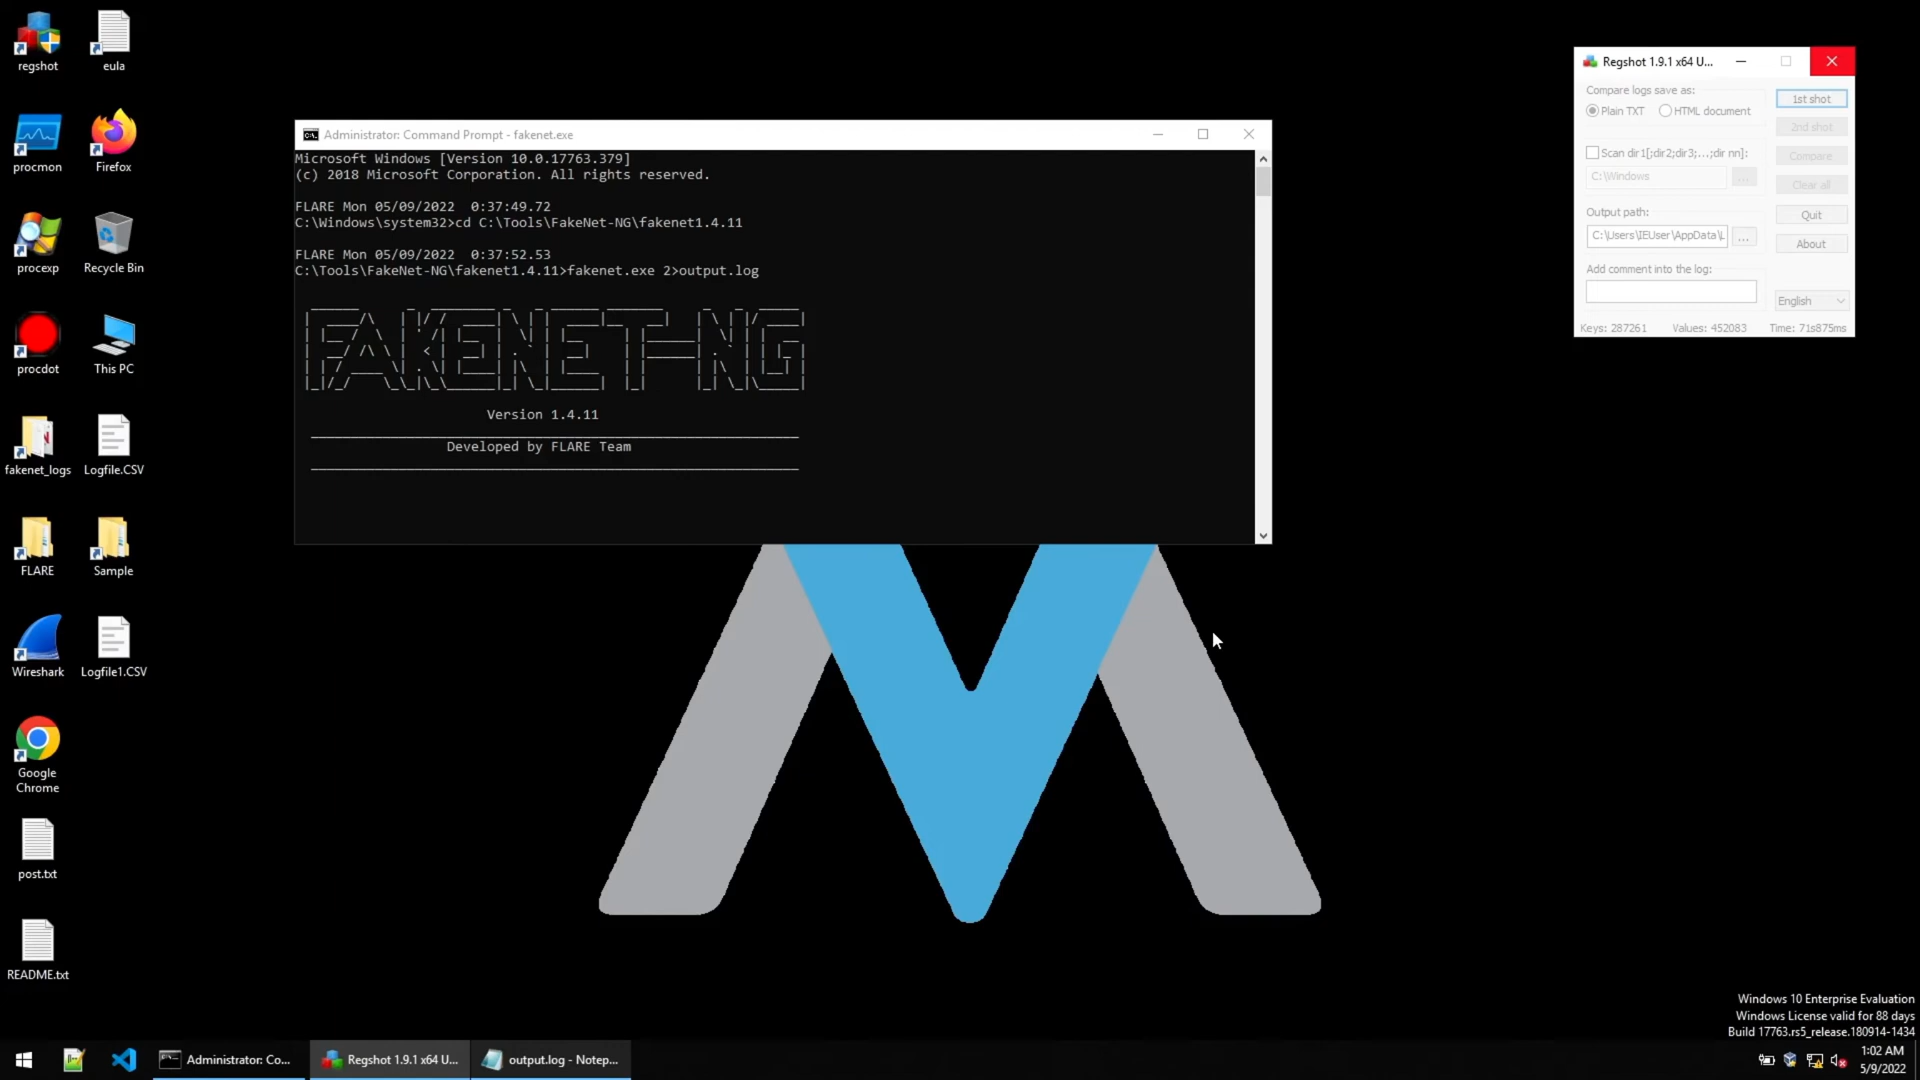 regshot
eula
procmon
Firefox
procexp
Recycle Bin
procdot
This PC
fakenet_logs
Logfile.CSV
FLARE
Sample
Wireshark
Logfile1.CSV
Google
Chrome
post.txt
README.txt
Administrator: Command Prompt - fakenet.exe
Microsoft Windows [Version 10.0.17763.379]
(c) 2018 Microsoft Corporation. All rights reserved.
FLARE Mon 05/09/2022  0:37:49.72
C:\Windows\system32>cd C:\Tools\FakeNet-NG\fakenet1.4.11
FLARE Mon 05/09/2022  0:37:52.53
C:\Tools\FakeNet-NG\fakenet1.4.11>fakenet.exe 2>output.log
FAKENET-NG
Version 1.4.11
Developed by FLARE Team
Regshot 1.9.1 x64 U...
Compare logs save as:
Plain TXT
HTML document
1st shot
2nd shot
Scan dir1[;dir2;dir3;...;dir nn]:
Compare
C:\Windows
...
Clear all
Output path:
Quit
C:\Users\IEUser\AppData\L
...
About
Add comment into the log:
English
Keys: 287261
Values: 452083
Time: 71s875ms
Windows 10 Enterprise Evaluation
Windows License valid for 88 days
Build 17763.rs5_release.180914-1434
Administrator: Co...
Regshot 1.9.1 x64 U...
output.log - Notep...
1:02 AM
5/9/2022